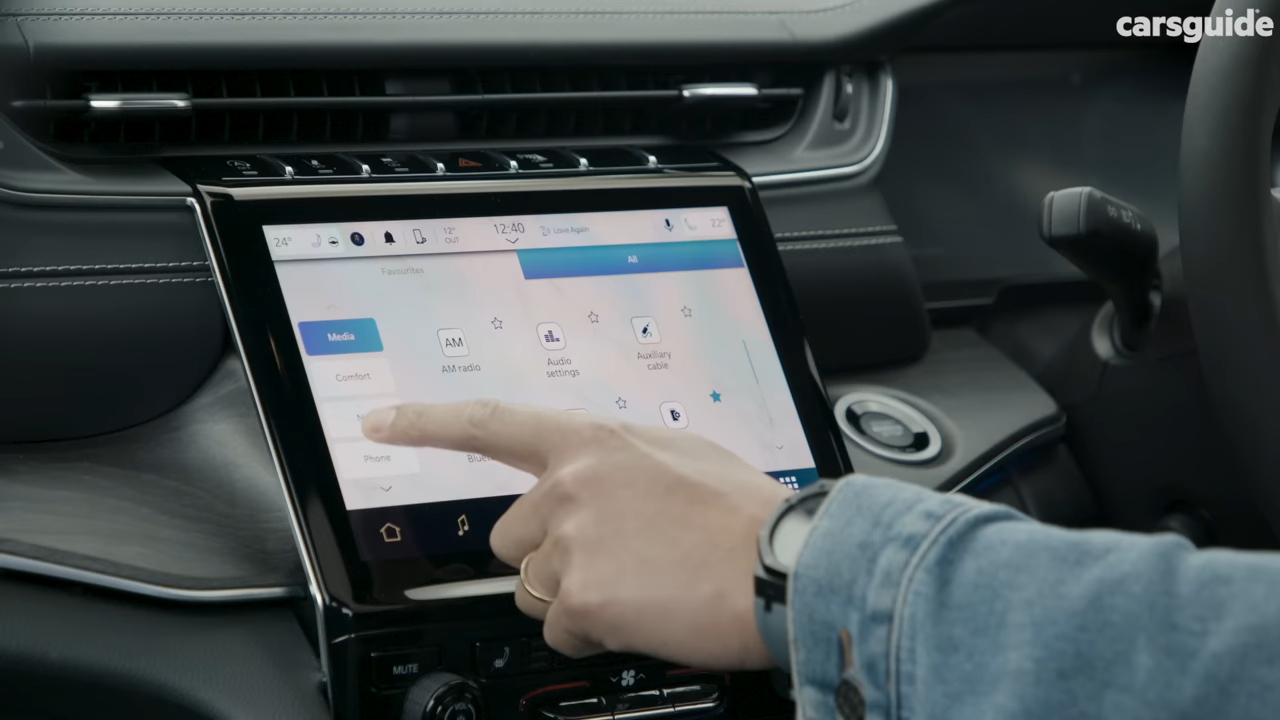 carsguide
24°
12°
OUT
12:40
Love Again
22°
Favourites
All
Media
AM
AM radio
Audio
settings
Auxiliary
cable
Comfort
Phone
MUTE